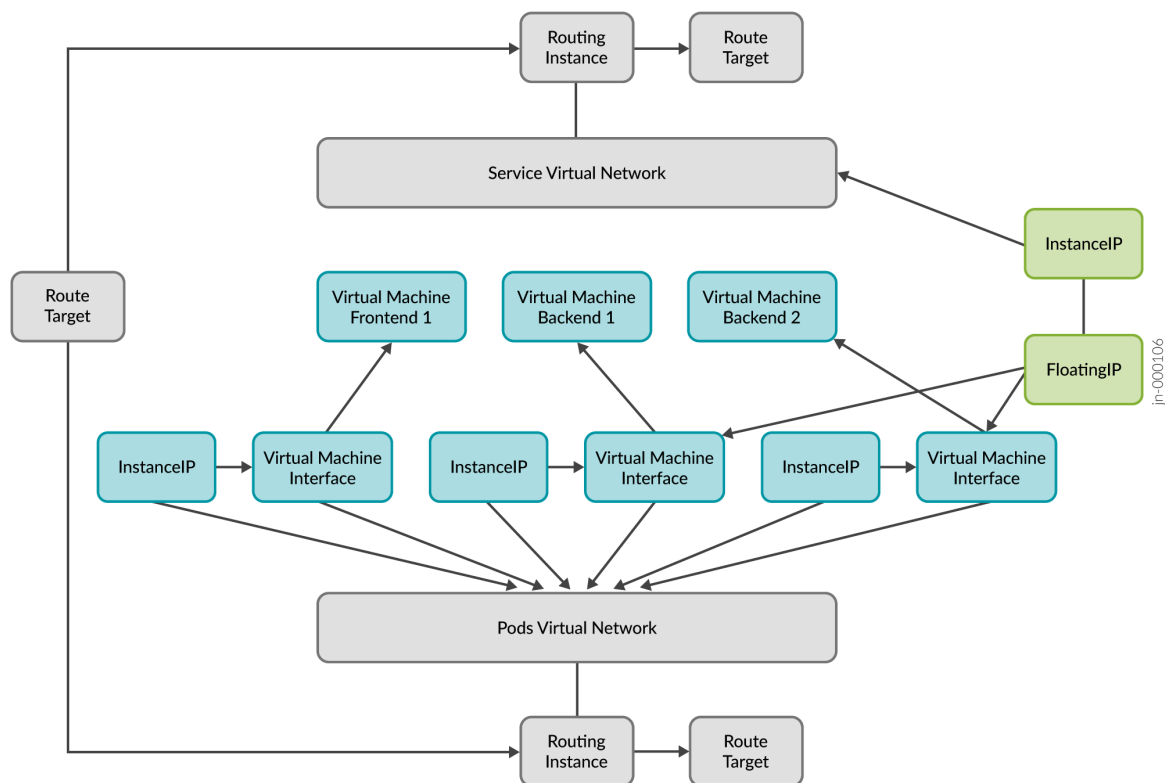 Routing
Instance
Route
Target
Service Virtual Network
InstanceIP
Route
Target
Virtual Machine
Frontend 1
Virtual Machine
Backend 1
Virtual Machine
Backend 2
FloatingIP
jn-000106
InstanceIP
Virtual Machine
Interface
InstanceIP
Virtual Machine
Interface
InstanceIP
Virtual Machine
Interface
Pods Virtual Network
Routing
Instance
Route
Target